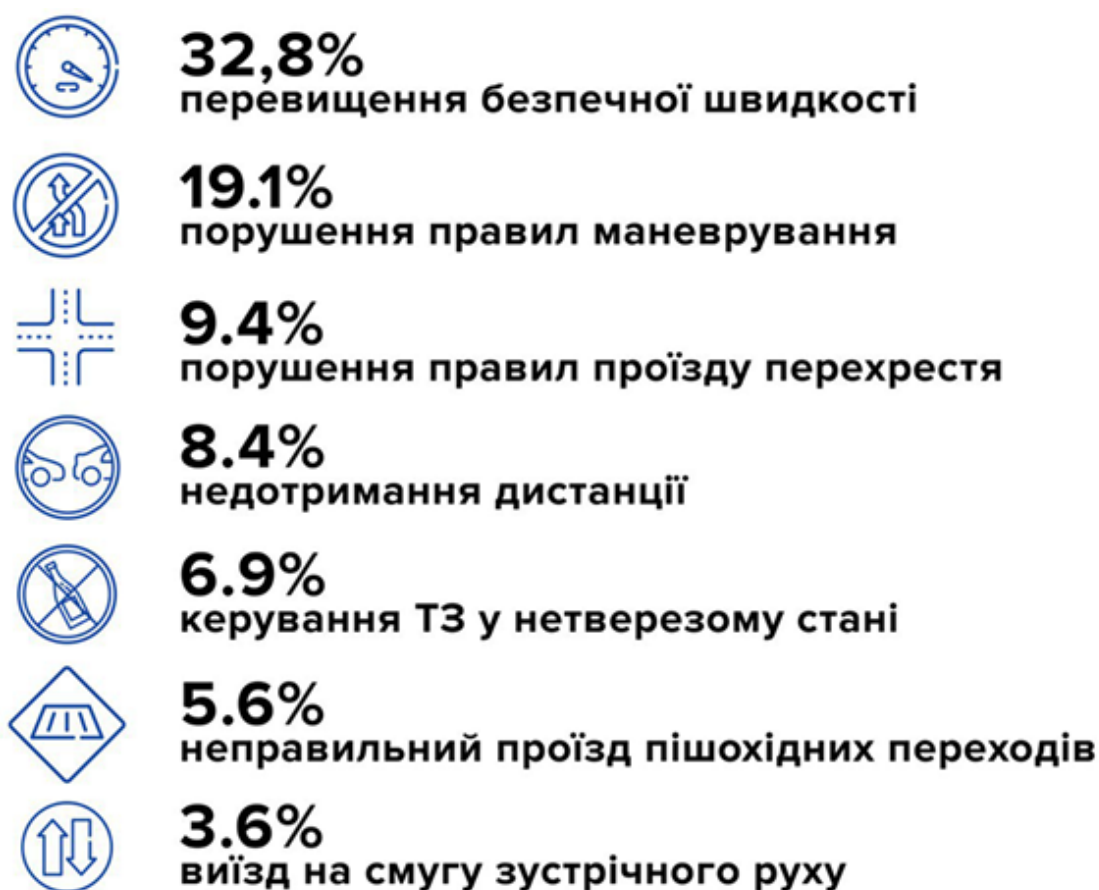 32,8%
перевищення безпечної швидкості
19.1%
порушення правил маневрування
9.4%
порушення правил проїзду перехрестя
8.4%
недотримання дистанції
6.9%
керування ТЗ у нетверезому стані
5.6%
неправильний проїзд пішохідних переходів
3.6%
виїзд на смугу зустрічного руху